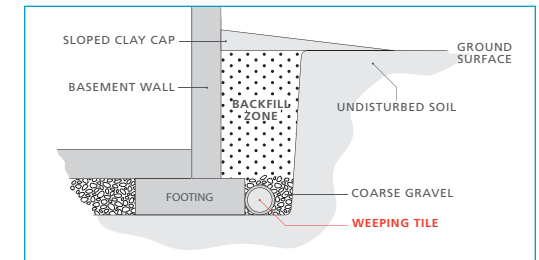 SLOPED CLAY CAP
GROUND
SURFACE
BASEMENT WALL
BACKFILL
ZONE
UNDISTURBED SOIL
FOOTING
COARSE GRAVEL
WEEPING TILE